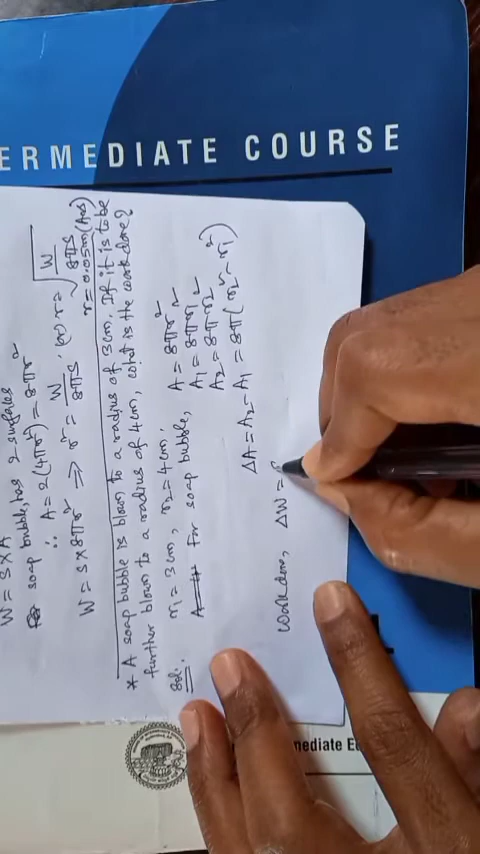 ERMEDIATE COURSE
W = S × A
soap bubble, has 2 surfaces
∴ A = 2(4πr²) = 8πr²
W = S × 8πr² ⇒ r² = W/8πS (or) r = √W/8πS
r = 0.05m (Ans)
* A soap bubble is blown to a radius of 3cm. If it is to be
further blown to a radius of 4cm, what is the work done?
Sol. r₁ = 3cm, r₂ = 4cm.
For soap bubble, A = 8πr²
A₁ = 8πr₁²
A₂ = 8πr₂²
ΔA = A₂ - A₁ = 8π(r₂² - r₁²)
work done, ΔW =
mediate E